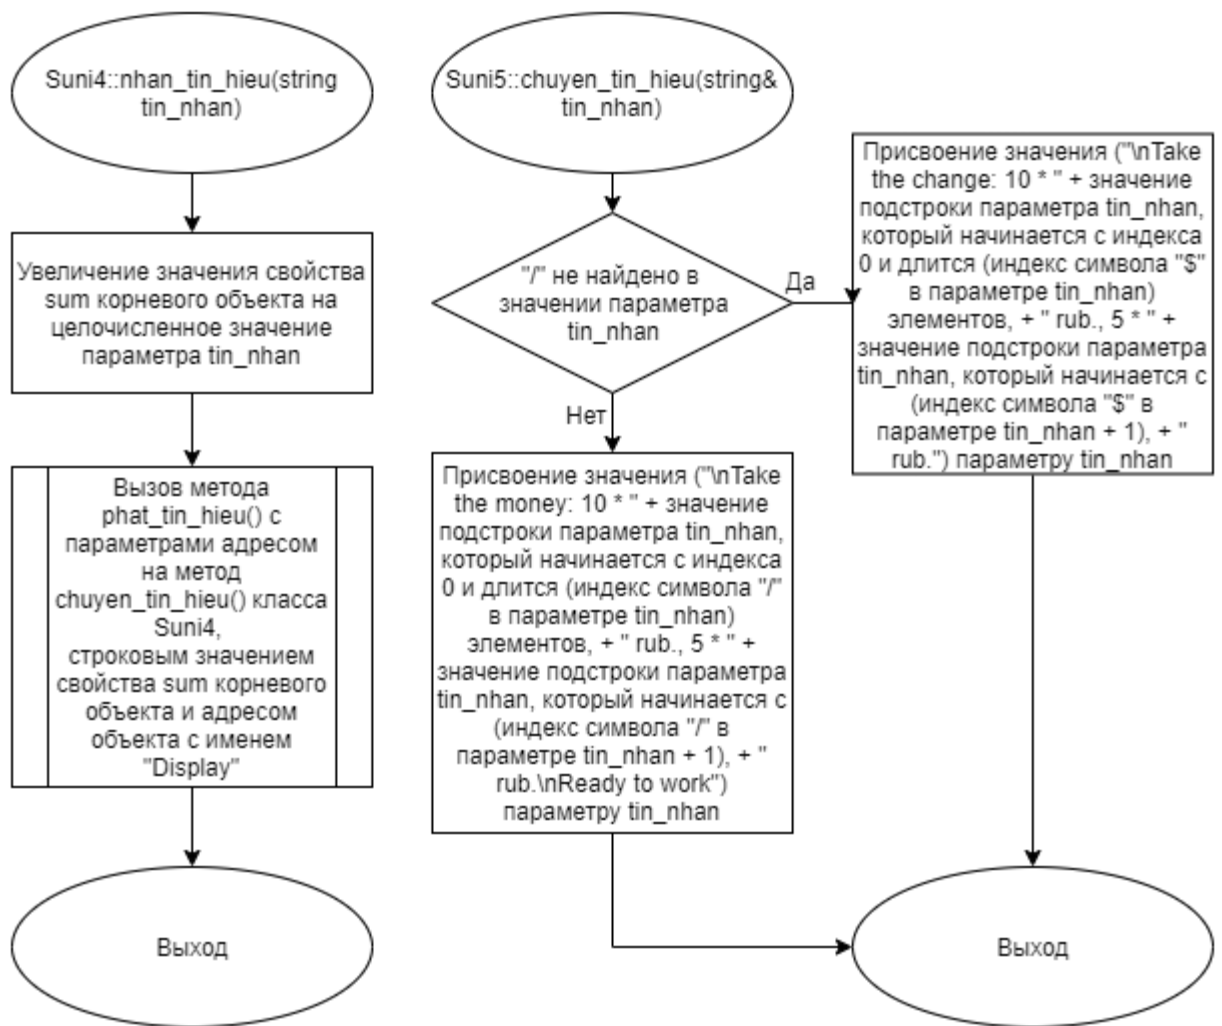 Suni4::nhan_tin_hieu(string
tin_nhan)
Увеличение значения свойства
sum корневого объекта на
целочисленное значение
параметра tin_nhan
Вызов метода
phat_tin_hieu() с
параметрами адресом
на метод
chuyen_tin_hieu() класса
Suni4,
строковым значением
свойства sum корневого
объекта и адресом
объекта с именем
"Display"
Выход
Suni5::chuyen_tin_hieu(string&
tin_nhan)
"/" не найдено в
значении параметра
tin_nhan
Да
Нет
Присвоение значения ("\nTake
the money: 10 * " + значение
подстроки параметра tin_nhan,
который начинается с индекса
0 и длится (индекс символа "/"
в параметре tin_nhan)
элементов, + " rub., 5 * " +
значение подстроки параметра
tin_nhan, который начинается с
(индекс символа "/" в
параметре tin_nhan + 1), + "
rub.\nReady to work")
параметру tin_nhan
Присвоение значения ("\nTake
the change: 10 * " + значение
подстроки параметра tin_nhan,
который начинается с индекса
0 и длится (индекс символа "$"
в параметре tin_nhan)
элементов, + " rub., 5 * " +
значение подстроки параметра
tin_nhan, который начинается с
(индекс символа "$" в
параметре tin_nhan + 1), + "
rub.") параметру tin_nhan
Выход